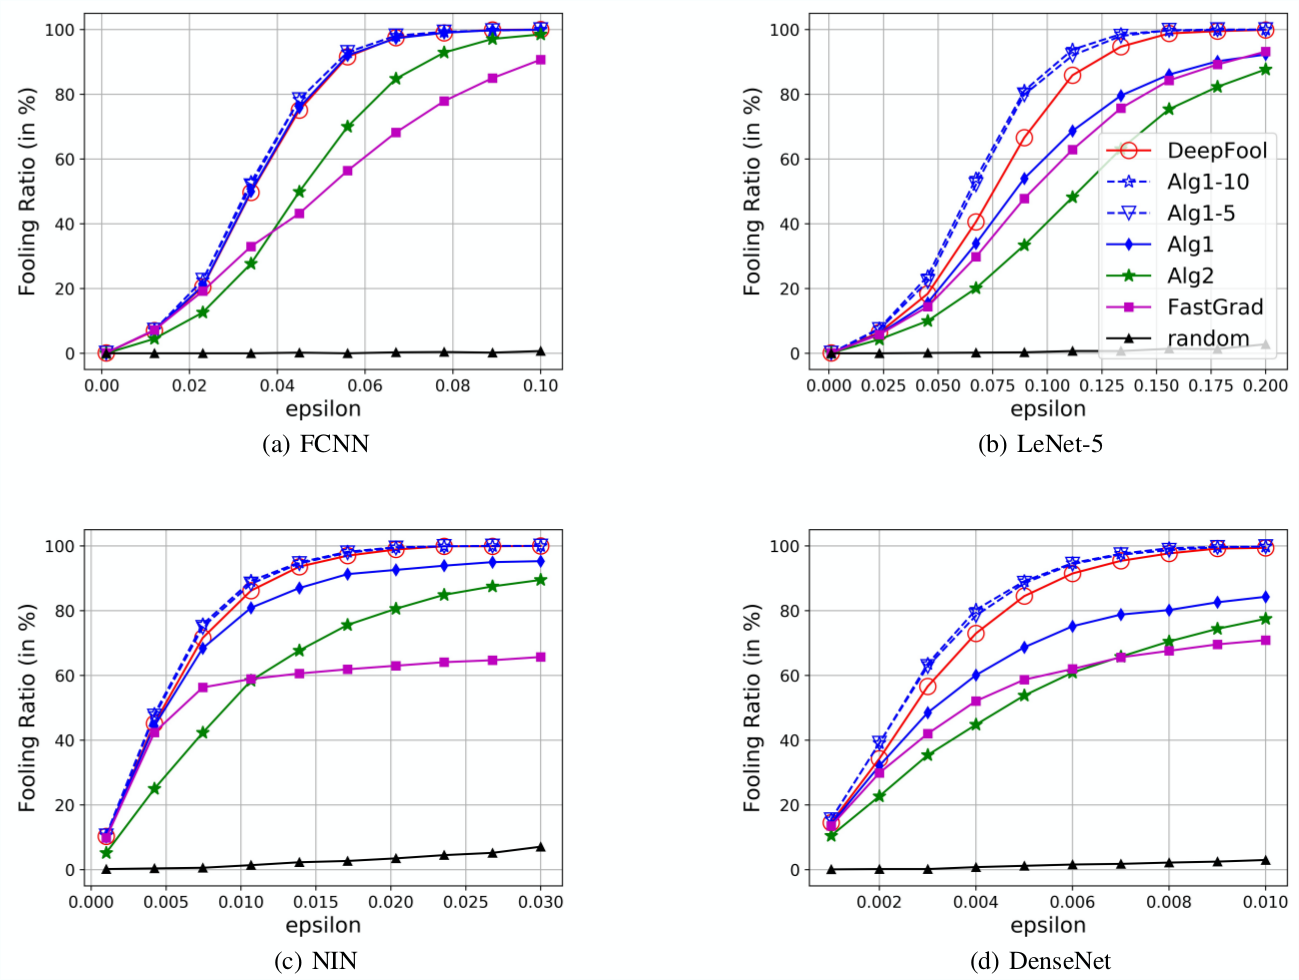 100
80
60
40
20
0
Fooling Ratio (in %)
0.00 0.02 0.04 0.06 0.08 0.10
epsilon
(a) FCNN
100
80
60
40
20
0
Fooling Ratio (in %)
DeepFool
Alg1-10
Alg1-5
Alg1
Alg2
FastGrad
random
0.000 0.025 0.050 0.075 0.100 0.125 0.150 0.175 0.200
epsilon
(b) LeNet-5
100
80
60
40
20
0
Fooling Ratio (in %)
0.000 0.005 0.010 0.015 0.020 0.025 0.030
epsilon
(c) NIN
100
80
60
40
20
0
Fooling Ratio (in %)
0.002 0.004 0.006 0.008 0.010
epsilon
(d) DenseNet